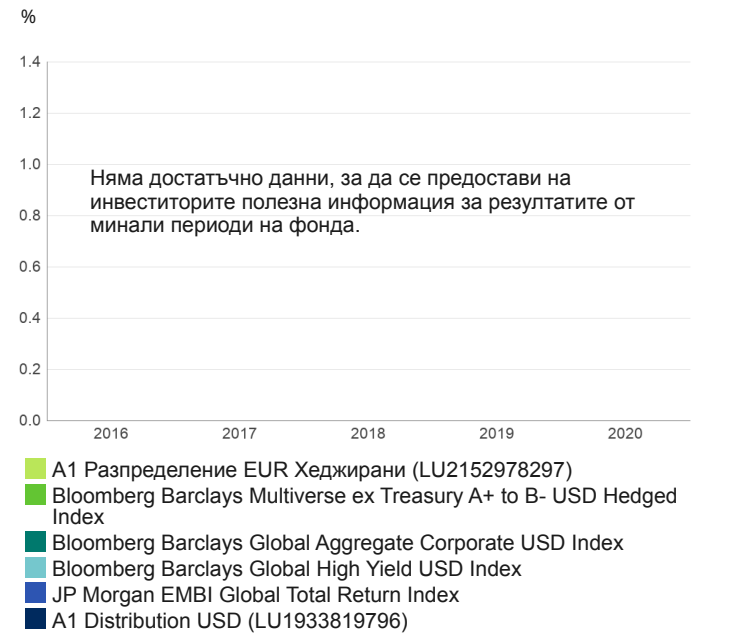 %
1.4
1.2
1.0
Няма достатъчно данни, за да се предостави на
инвеститорите полезна информация за резултатите от
0.8
минали периоди на фонда.
0.6
0.4
0.2
0.0
2016 2017 2018 2019 2020
А1 Разпределение EUR Хеджирани (LU2152978297)
Bloomberg Barclays Multiverse ex Treasury A+ to B- USD Hedged
Index
Bloomberg Barclays Global Aggregate Corporate USD Index
Bloomberg Barclays Global High Yield USD Index
JP Morgan EMBI Global Total Return Index
A1 Distribution USD (LU1933819796)